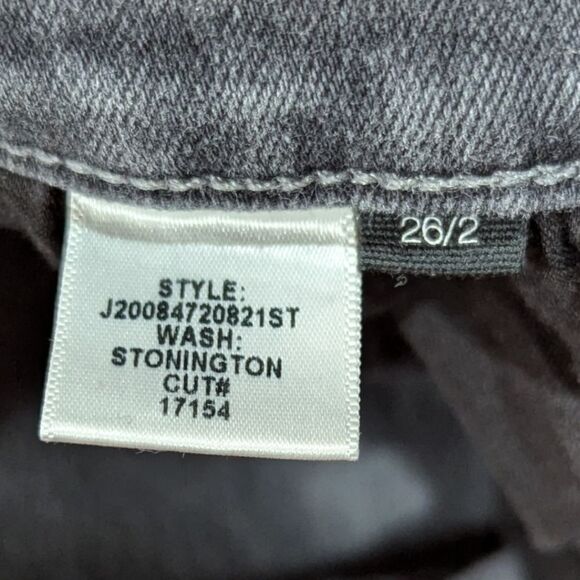 26/2
STYLE:
J20084720821ST
WASH:
STONINGTON
CUT#
17154